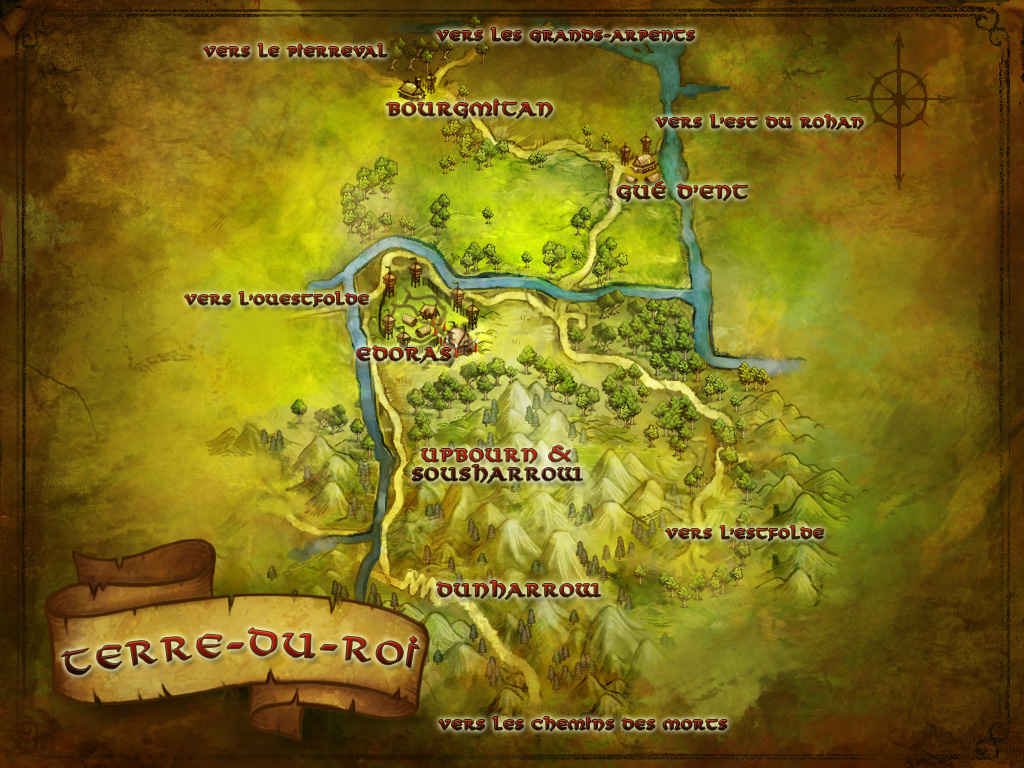 VERS LES GRANDS-ARPENTS
VERS LE PIERREVAL
BOURGMITAN
VERS L'EST DU ROHAN
GUÉ D'ENT
VERS L'OUESTFOLDE
EDORAS
UPBOURN &
SOUSHARROW
VERS L'ESTFOLDE
DUNHARROW
TERRE-DU-ROI
VERS LES CHEMINS DES MORTS